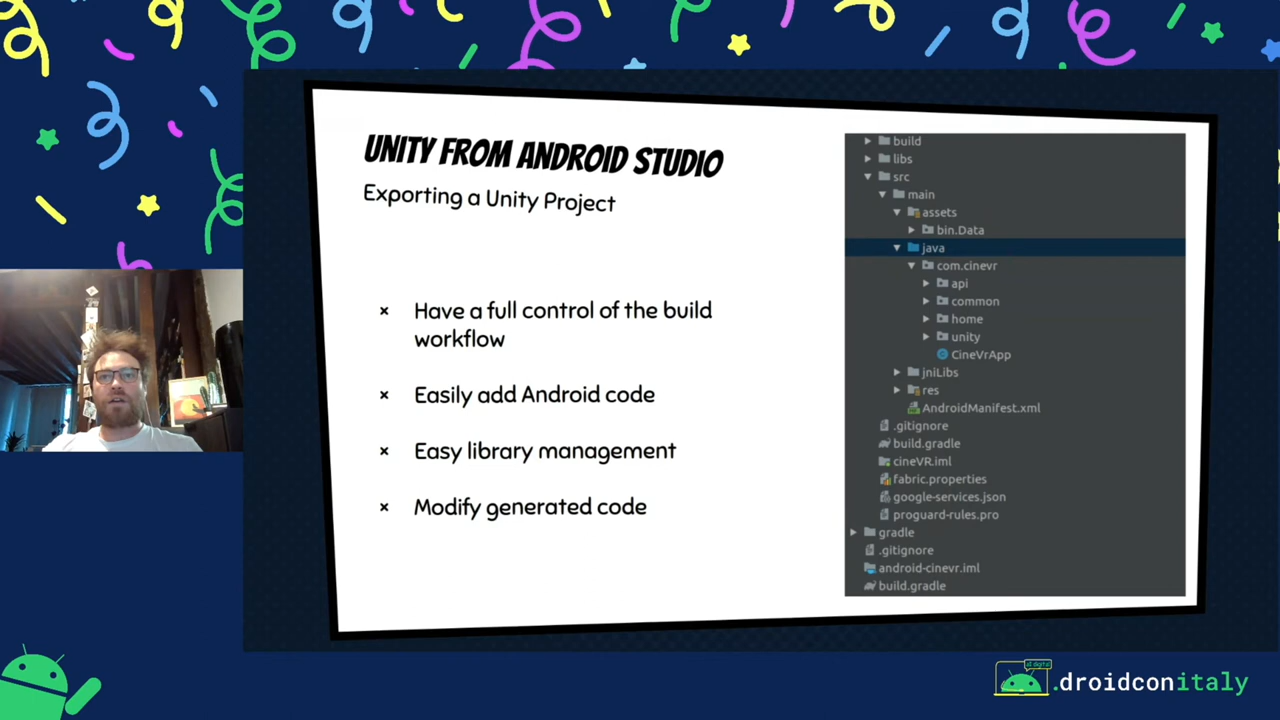 UNITY FROM ANDROID STUDIO
Exporting a Unity Project
× Have a full control of the build
workflow
× Easily add Android code
× Easy library management
× Modify generated code
build
libs
src
main
assets
bin.Data
java
com.cinevr
api
common
home
unity
CineVrApp
jniLibs
res
AndroidManifest.xml
.gitignore
build.gradle
cineVR.iml
fabric.properties
google-services.json
proguard-rules.pro
gradle
.gitignore
android-cinevr.iml
build.gradle
all digital
.droidconitaly